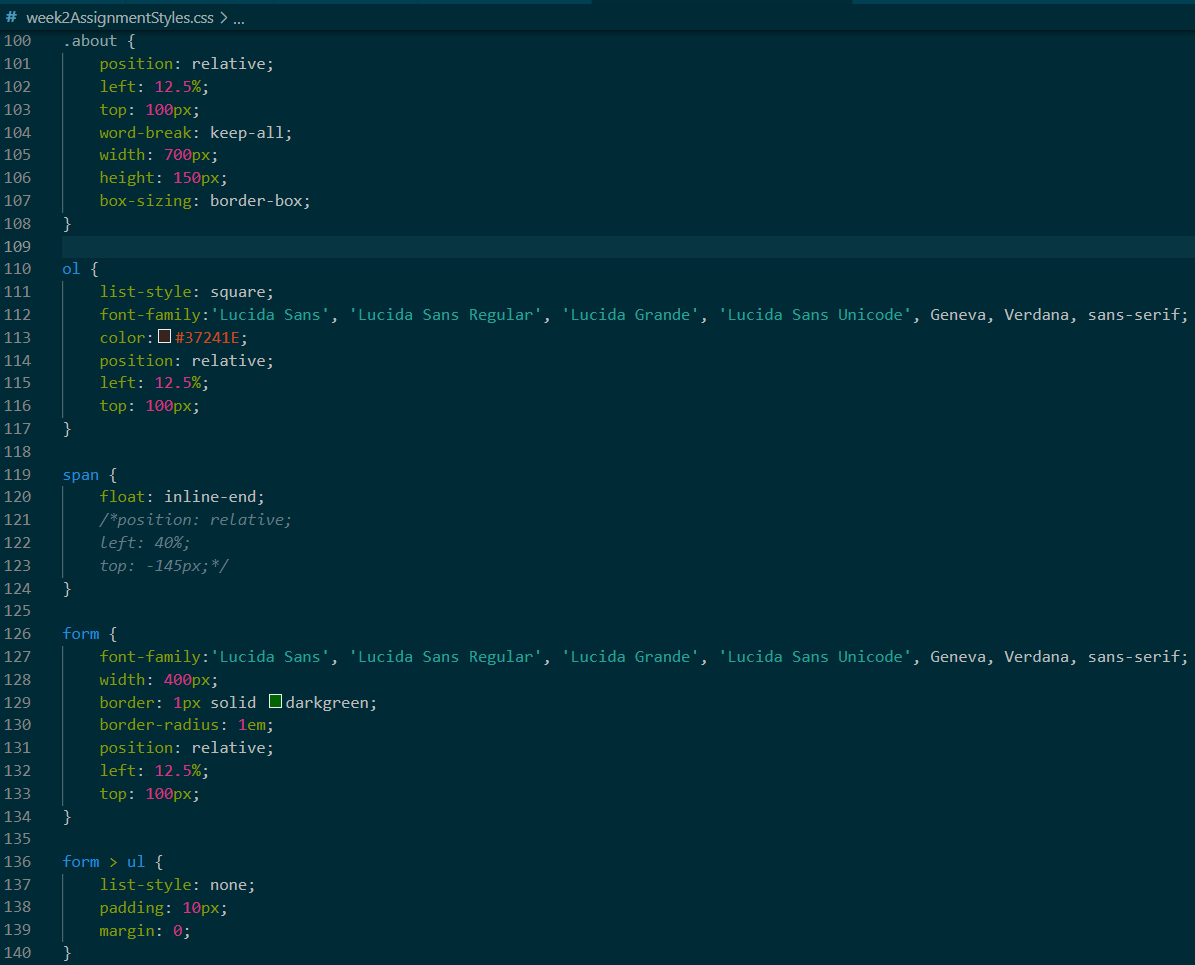 # week2AssignmentStyles.css > ...
100 .about {
101 position: relative;
102 left: 12.5%;
103 top: 100px;
104 word-break: keep-all;
105 width: 700px;
106 height: 150px;
107 box-sizing: border-box;
108 }
109
110 ol {
111 list-style: square;
112 font-family:'Lucida Sans', 'Lucida Sans Regular', 'Lucida Grande', 'Lucida Sans Unicode', Geneva, Verdana, sans-serif;
113 color: #37241E;
114 position: relative;
115 left: 12.5%;
116 top: 100px;
117 }
118
119 span {
120 float: inline-end;
121 /*position: relative;
122 left: 40%;
123 top: -145px;*/
124 }
125
126 form {
127 font-family:'Lucida Sans', 'Lucida Sans Regular', 'Lucida Grande', 'Lucida Sans Unicode', Geneva, Verdana, sans-serif;
128 width: 400px;
129 border: 1px solid darkgreen;
130 border-radius: 1em;
131 position: relative;
132 left: 12.5%;
133 top: 100px;
134 }
135
136 form > ul {
137 list-style: none;
138 padding: 10px;
139 margin: 0;
140 }